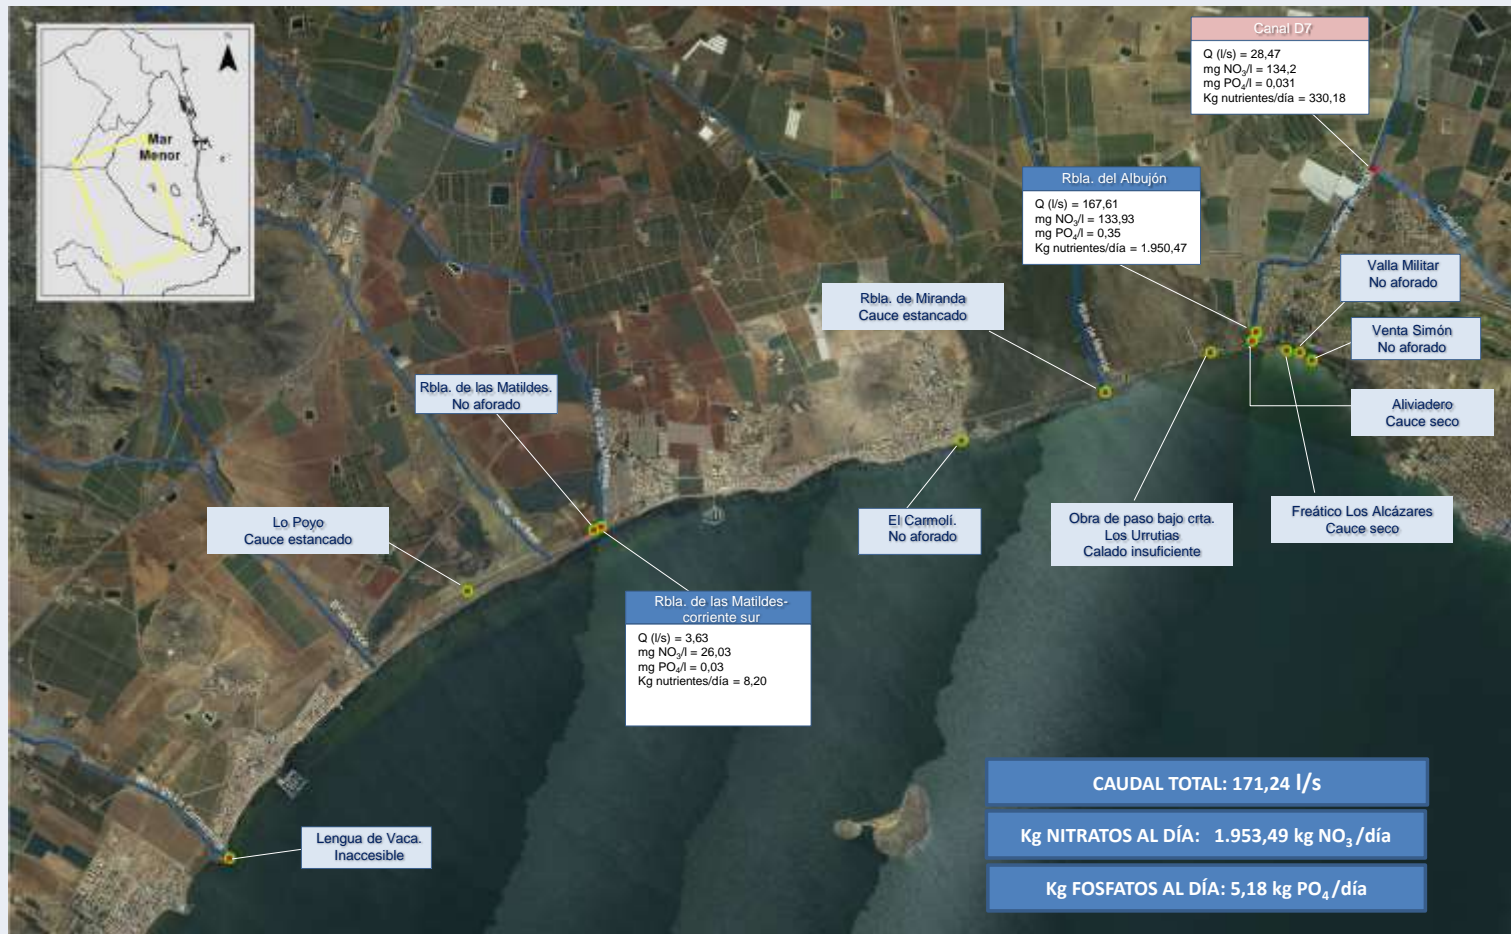 N
Mar
Menor
Canal D7
Q (l/s) = 28,47
mg NO₃/l = 134,2
mg PO₄/l = 0,031
Kg nutrientes/día = 330,18
Rbla. del Albujón
Q (l/s) = 167,61
mg NO₃/l = 133,93
mg PO₄/l = 0,35
Kg nutrientes/día = 1.950,47
Valla Militar
No aforado
Rbla. de Miranda
Cauce estancado
Venta Simón
No aforado
Rbla. de las Matildes.
No aforado
Aliviadero
Cauce seco
Lo Poyo
Cauce estancado
El Carmolí.
No aforado
Obra de paso bajo crta.
Los Urrutias
Calado insuficiente
Freático Los Alcázares
Cauce seco
Rbla. de las Matildes-
corriente sur
Q (l/s) = 3,63
mg NO₃/l = 26,03
mg PO₄/l = 0,03
Kg nutrientes/día = 8,20
Lengua de Vaca.
Inaccesible
CAUDAL TOTAL: 171,24 l/s
Kg NITRATOS AL DÍA: 1.953,49 kg NO₃/día
Kg FOSFATOS AL DÍA: 5,18 kg PO₄/día